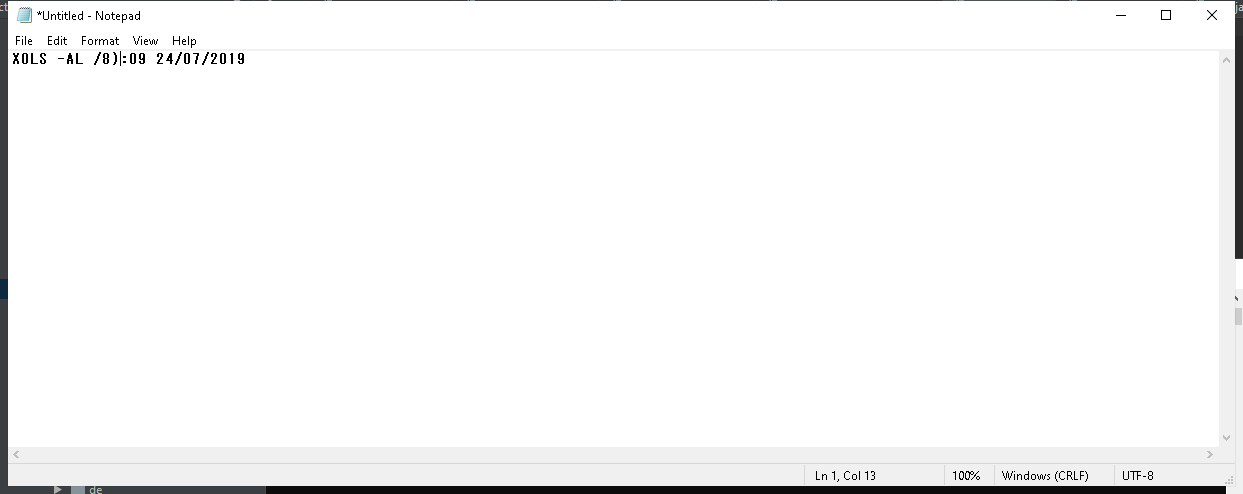 *Untitled - Notepad
File Edit Format View Help
XOLS -AL /8):09 24/07/2019
Ln 1, Col 13 100% Windows (CRLF) UTF-8
de